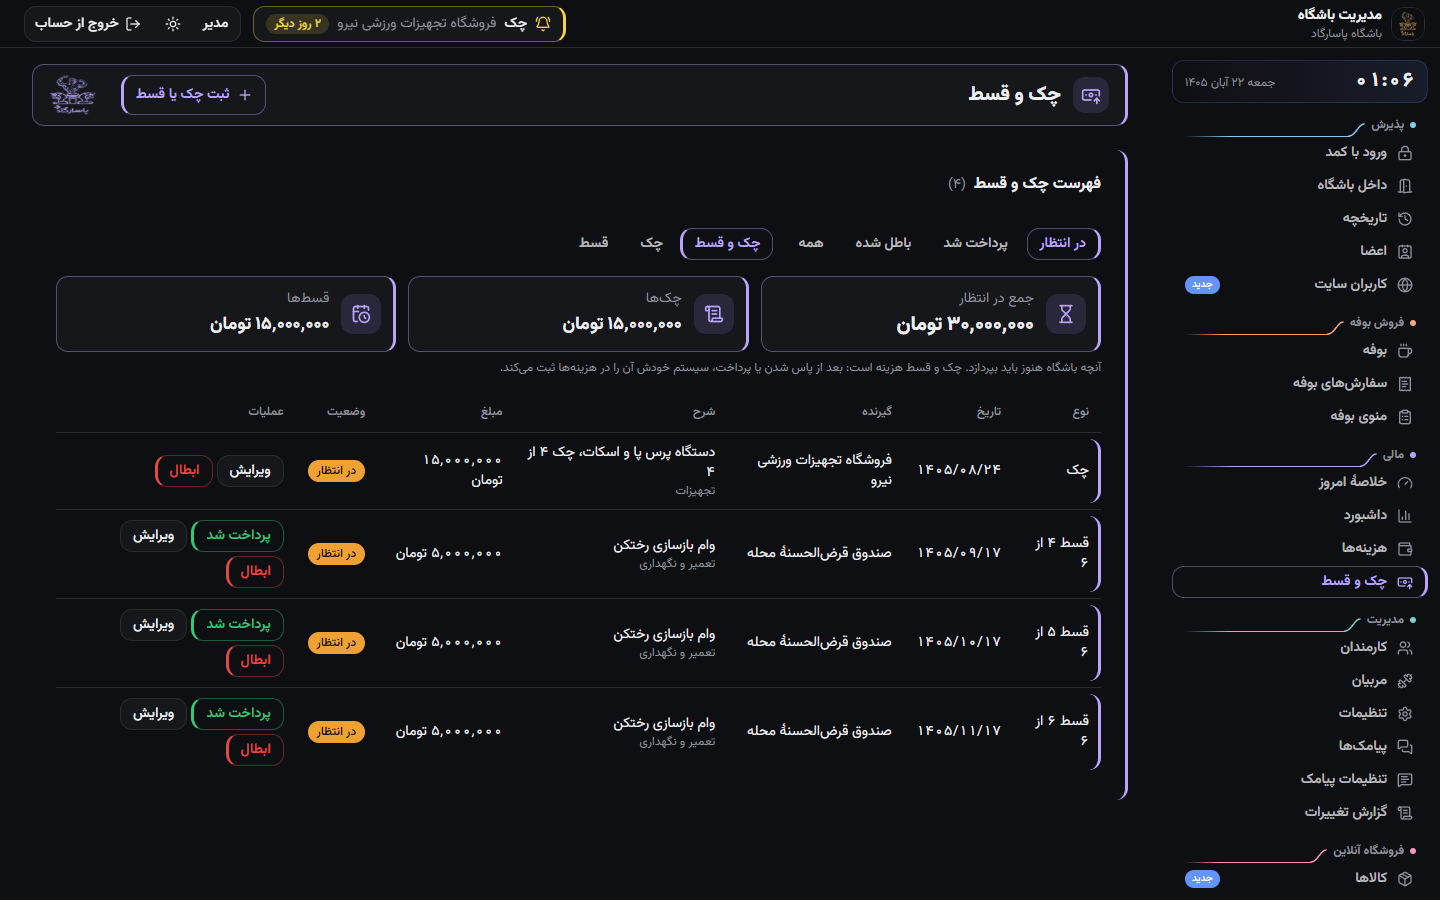 مدیریت باشگاه
باشگاه پاسارگاد
چک فروشگاه تجهیزات ورزشی نیرو ۲ روز دیگر
مدیر
خروج از حساب
۰۱:۰۶
جمعه ۲۲ آبان ۱۴۰۵
پذیرش
ورود با کمد
داخل باشگاه
تاریخچه
اعضا
کاربران سایت جدید
فروش بوفه
بوفه
سفارش‌های بوفه
منوی بوفه
مالی
خلاصهٔ امروز
داشبورد
هزینه‌ها
چک و قسط
مدیریت
کارمندان
مربیان
تنظیمات
پیامک‌ها
تنظیمات پیامک
گزارش تغییرات
فروشگاه آنلاین
کالاها جدید
چک و قسط
ثبت چک یا قسط
پاسارگاد
فهرست چک و قسط (۴)
در انتظار پرداخت شد باطل شده همه چک و قسط چک قسط
جمع در انتظار
۳۰,۰۰۰,۰۰۰ تومان
چک‌ها
۱۵,۰۰۰,۰۰۰ تومان
قسط‌ها
۱۵,۰۰۰,۰۰۰ تومان
آنچه باشگاه هنوز باید بپردازد. چک و قسط هزینه است: بعد از پاس شدن یا پرداخت، سیستم خودش آن را در هزینه‌ها ثبت می‌کند.
نوع تاریخ گیرنده شرح مبلغ وضعیت عملیات
چک
۱۴۰۵/۰۸/۲۴
فروشگاه تجهیزات ورزشی
نیرو
دستگاه پرس پا و اسکات، چک ۴ از
۴
تجهیزات
۱۵,۰۰۰,۰۰۰
تومان
در انتظار
ویرایش ابطال
قسط ۴ از
۶
۱۴۰۵/۰۹/۱۷
صندوق قرض‌الحسنهٔ محله
وام بازسازی رختکن
تعمیر و نگهداری
۵,۰۰۰,۰۰۰ تومان
در انتظار
پرداخت شد ویرایش
ابطال
قسط ۵ از
۶
۱۴۰۵/۱۰/۱۷
صندوق قرض‌الحسنهٔ محله
وام بازسازی رختکن
تعمیر و نگهداری
۵,۰۰۰,۰۰۰ تومان
در انتظار
پرداخت شد ویرایش
ابطال
قسط ۶ از
۶
۱۴۰۵/۱۱/۱۷
صندوق قرض‌الحسنهٔ محله
وام بازسازی رختکن
تعمیر و نگهداری
۵,۰۰۰,۰۰۰ تومان
در انتظار
پرداخت شد ویرایش
ابطال